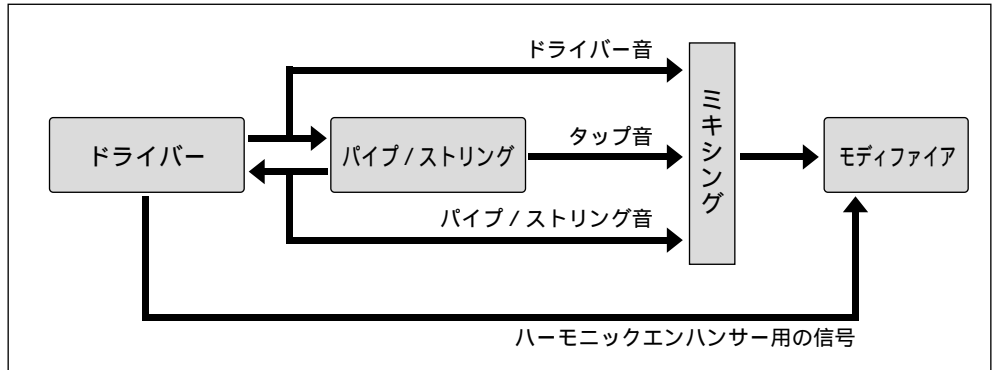 ドライバー音
ドライバー
パイプ / ストリング
タップ音
ミキシング
モディファイア
パイプ / ストリング音
ハーモニックエンハンサー用の信号